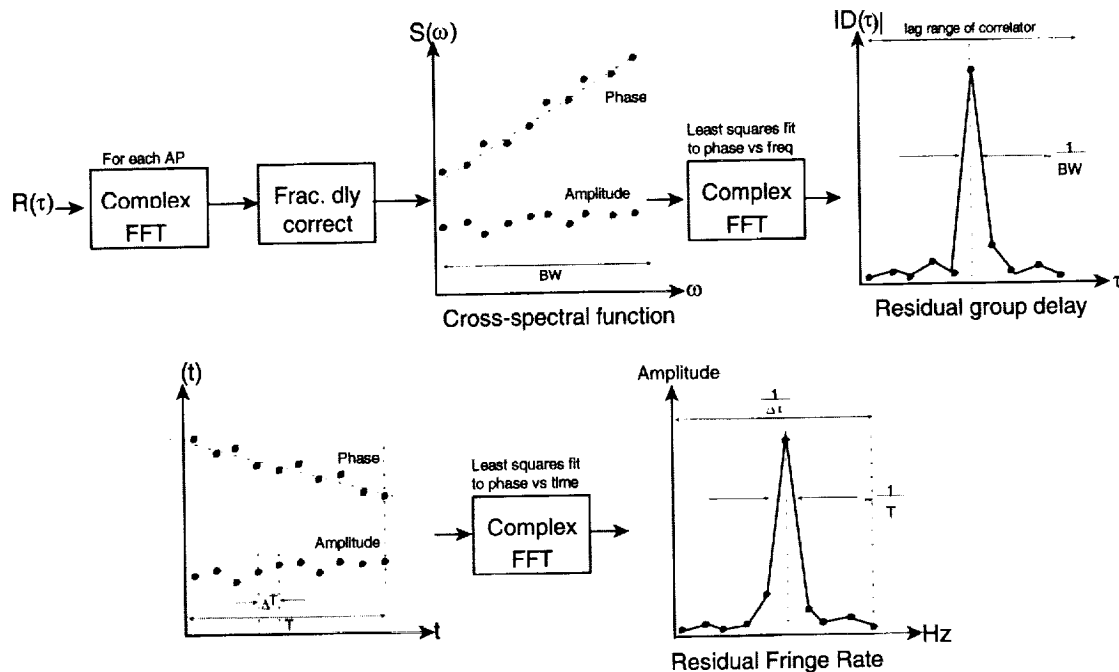 S(ω)
|D(τ)|
lag range of correlator
Phase
For each AP
Least squares fit
to phase vs freq
R(τ)
Complex
FFT
Frac. dly
correct
Amplitude
Complex
FFT
1
BW
BW
ω
τ
Cross-spectral function
Residual group delay
(t)
Amplitude
1
Phase
Least squares fit
to phase vs time
Complex
FFT
1
T
Amplitude
ΔT
T
t
Hz
Residual Fringe Rate